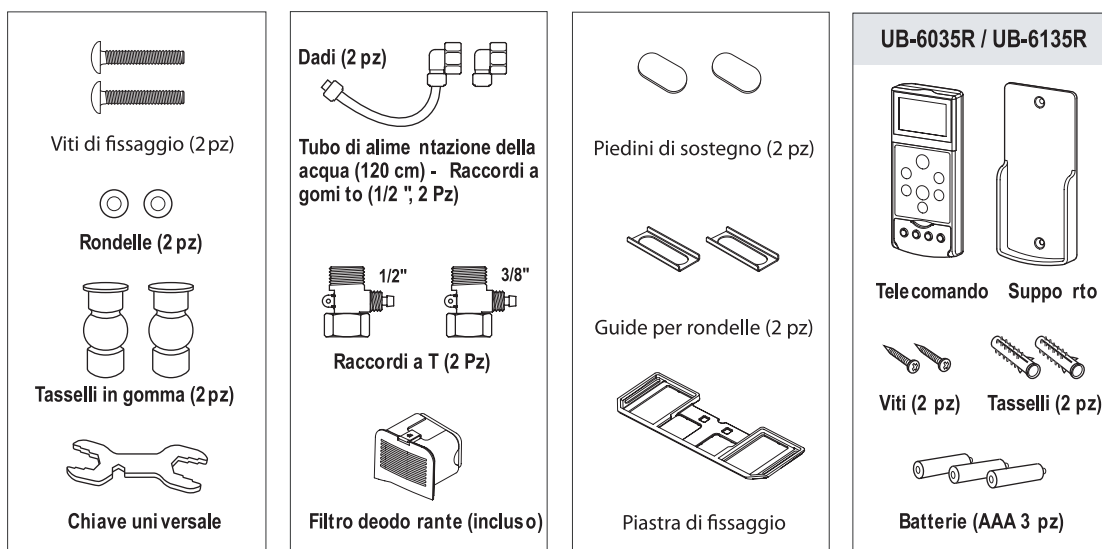 Viti di fissaggio (2 pz)
Rondelle (2 pz)
Tasselli in gomma (2 pz)
Chiave uni versale
Dadi (2 pz)
Tubo di alime ntazione della
acqua (120 cm) - Raccordi a
gomi to (1/2 ", 2 Pz)
1/2"
3/8"
Raccordi a T (2 Pz)
Filtro deodo rante (incluso)
Piedini di sostegno (2 pz)
Guide per rondelle (2 pz)
Piastra di fissaggio
UB-6035R / UB-6135R
Telecomando
Suppo rto
Viti (2 pz)
Tasselli (2 pz)
Batterie (AAA 3 pz)